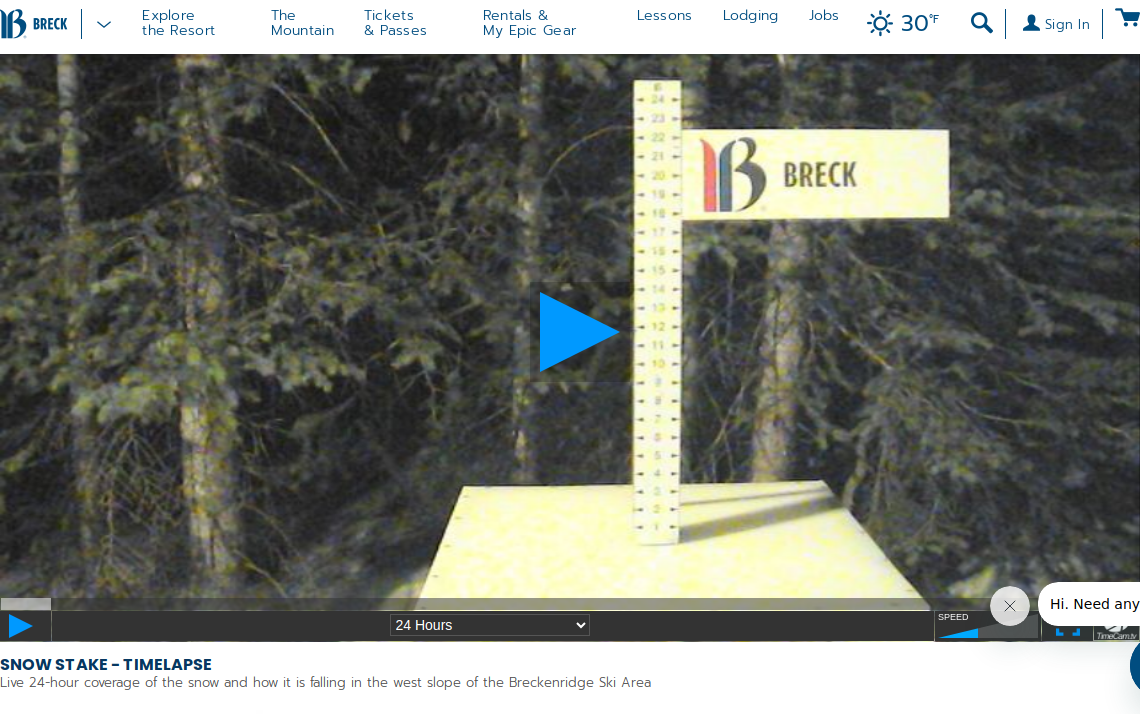 BRECK
Explore
the Resort
The
Mountain
Tickets
& Passes
Rentals &
My Epic Gear
Lessons
Lodging
Jobs
30°F
Sign In
24
23
22
21
20
19
18
17
16
15
14
13
12
11
10
9
8
7
6
5
4
3
2
1
B BRECK
24 Hours
SPEED
Hi. Need any
TimeCam.tv
SNOW STAKE - TIMELAPSE
Live 24-hour coverage of the snow and how it is falling in the west slope of the Breckenridge Ski Area